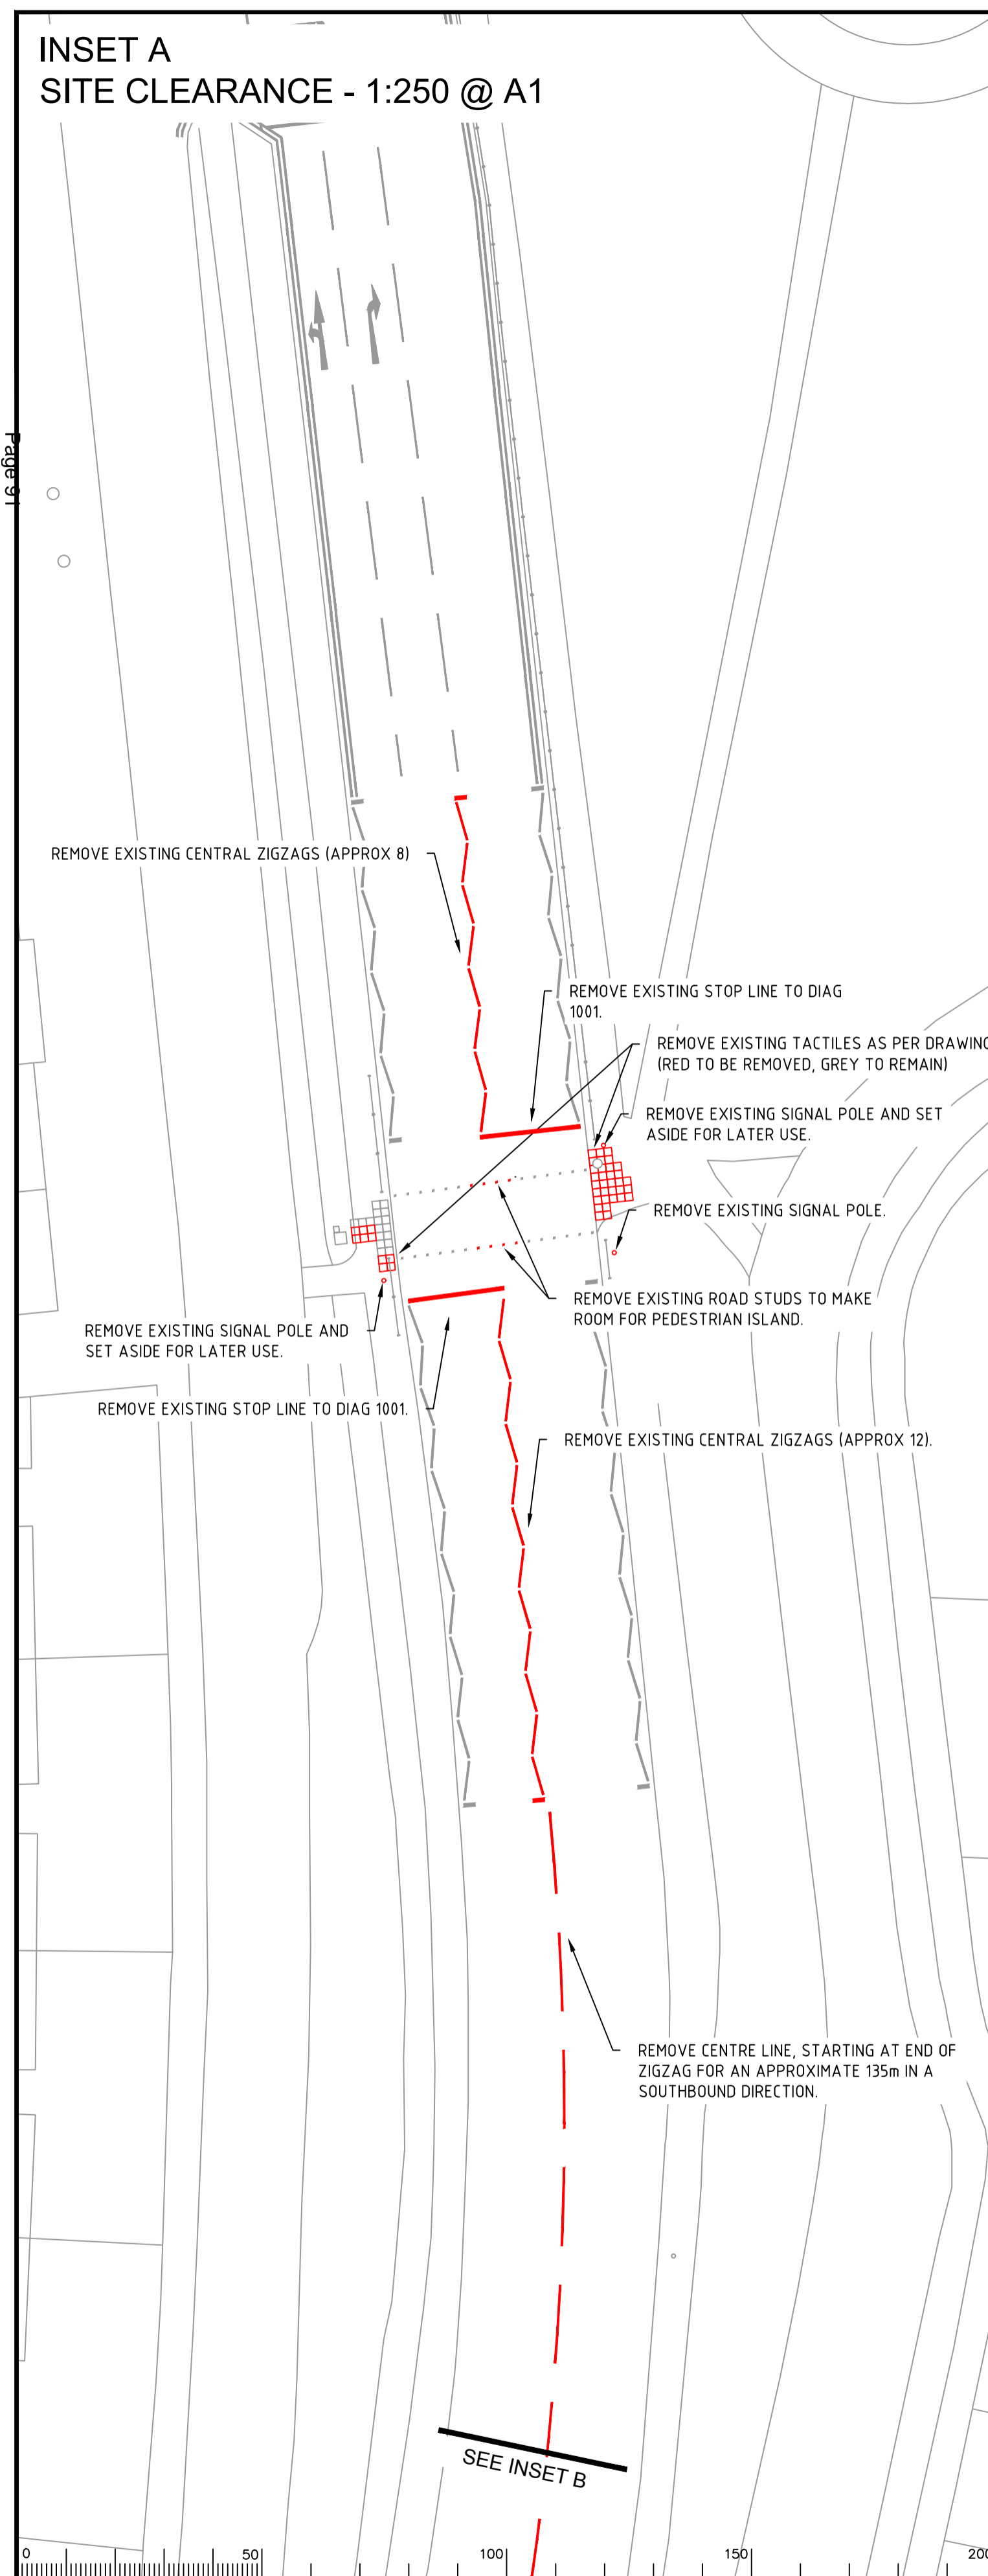 INSET A
SITE CLEARANCE - 1:250 @ A1
Page 91
REMOVE EXISTING CENTRAL ZIGZAGS (APPROX 8)
REMOVE EXISTING STOP LINE TO DIAG
1001.
REMOVE EXISTING TACTILES AS PER DRAWING
(RED TO BE REMOVED, GREY TO REMAIN)
REMOVE EXISTING SIGNAL POLE AND SET
ASIDE FOR LATER USE.
REMOVE EXISTING SIGNAL POLE.
REMOVE EXISTING ROAD STUDS TO MAKE
ROOM FOR PEDESTRIAN ISLAND.
REMOVE EXISTING SIGNAL POLE AND
SET ASIDE FOR LATER USE.
REMOVE EXISTING STOP LINE TO DIAG 1001.
REMOVE EXISTING CENTRAL ZIGZAGS (APPROX 12).
REMOVE CENTRE LINE, STARTING AT END OF
ZIGZAG FOR AN APPROXIMATE 135m IN A
SOUTHBOUND DIRECTION.
SEE INSET B
0 50 100 150 200